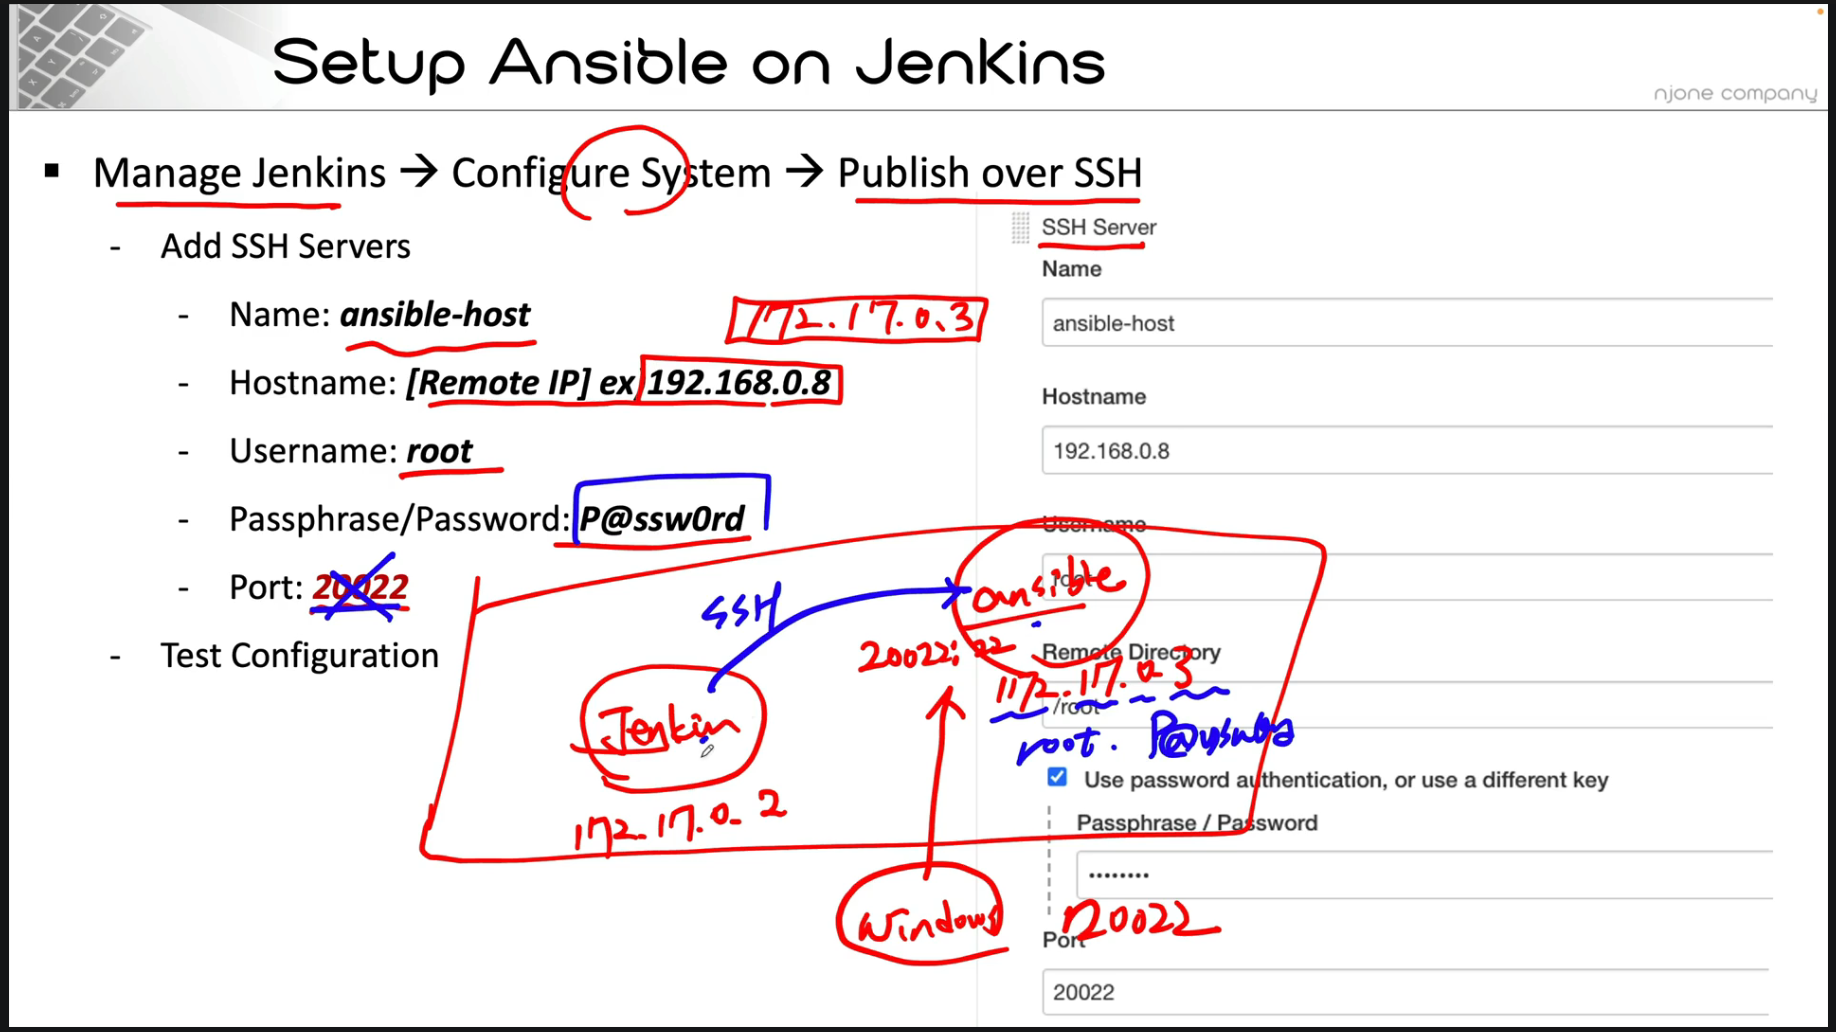 Setup Ansible on Jenkins
njone company
▪ Manage Jenkins → Configure System → Publish over SSH
- Add SSH Servers
- Name: ansible-host
172.17.0.3
- Hostname: [Remote IP] ex) 192.168.0.8
- Username: root
- Passphrase/Password: P@ssw0rd
- Port: 20022
- Test Configuration
SSH Server
Name
ansible-host
Hostname
192.168.0.8
Username
root
Remote Directory
/root
Use password authentication, or use a different key
Passphrase / Password
••••••••
Port
20022
SSH
ansible
20022:22
172.17.0.3
root.
Jenkin
172.17.0.2
Windows
20022